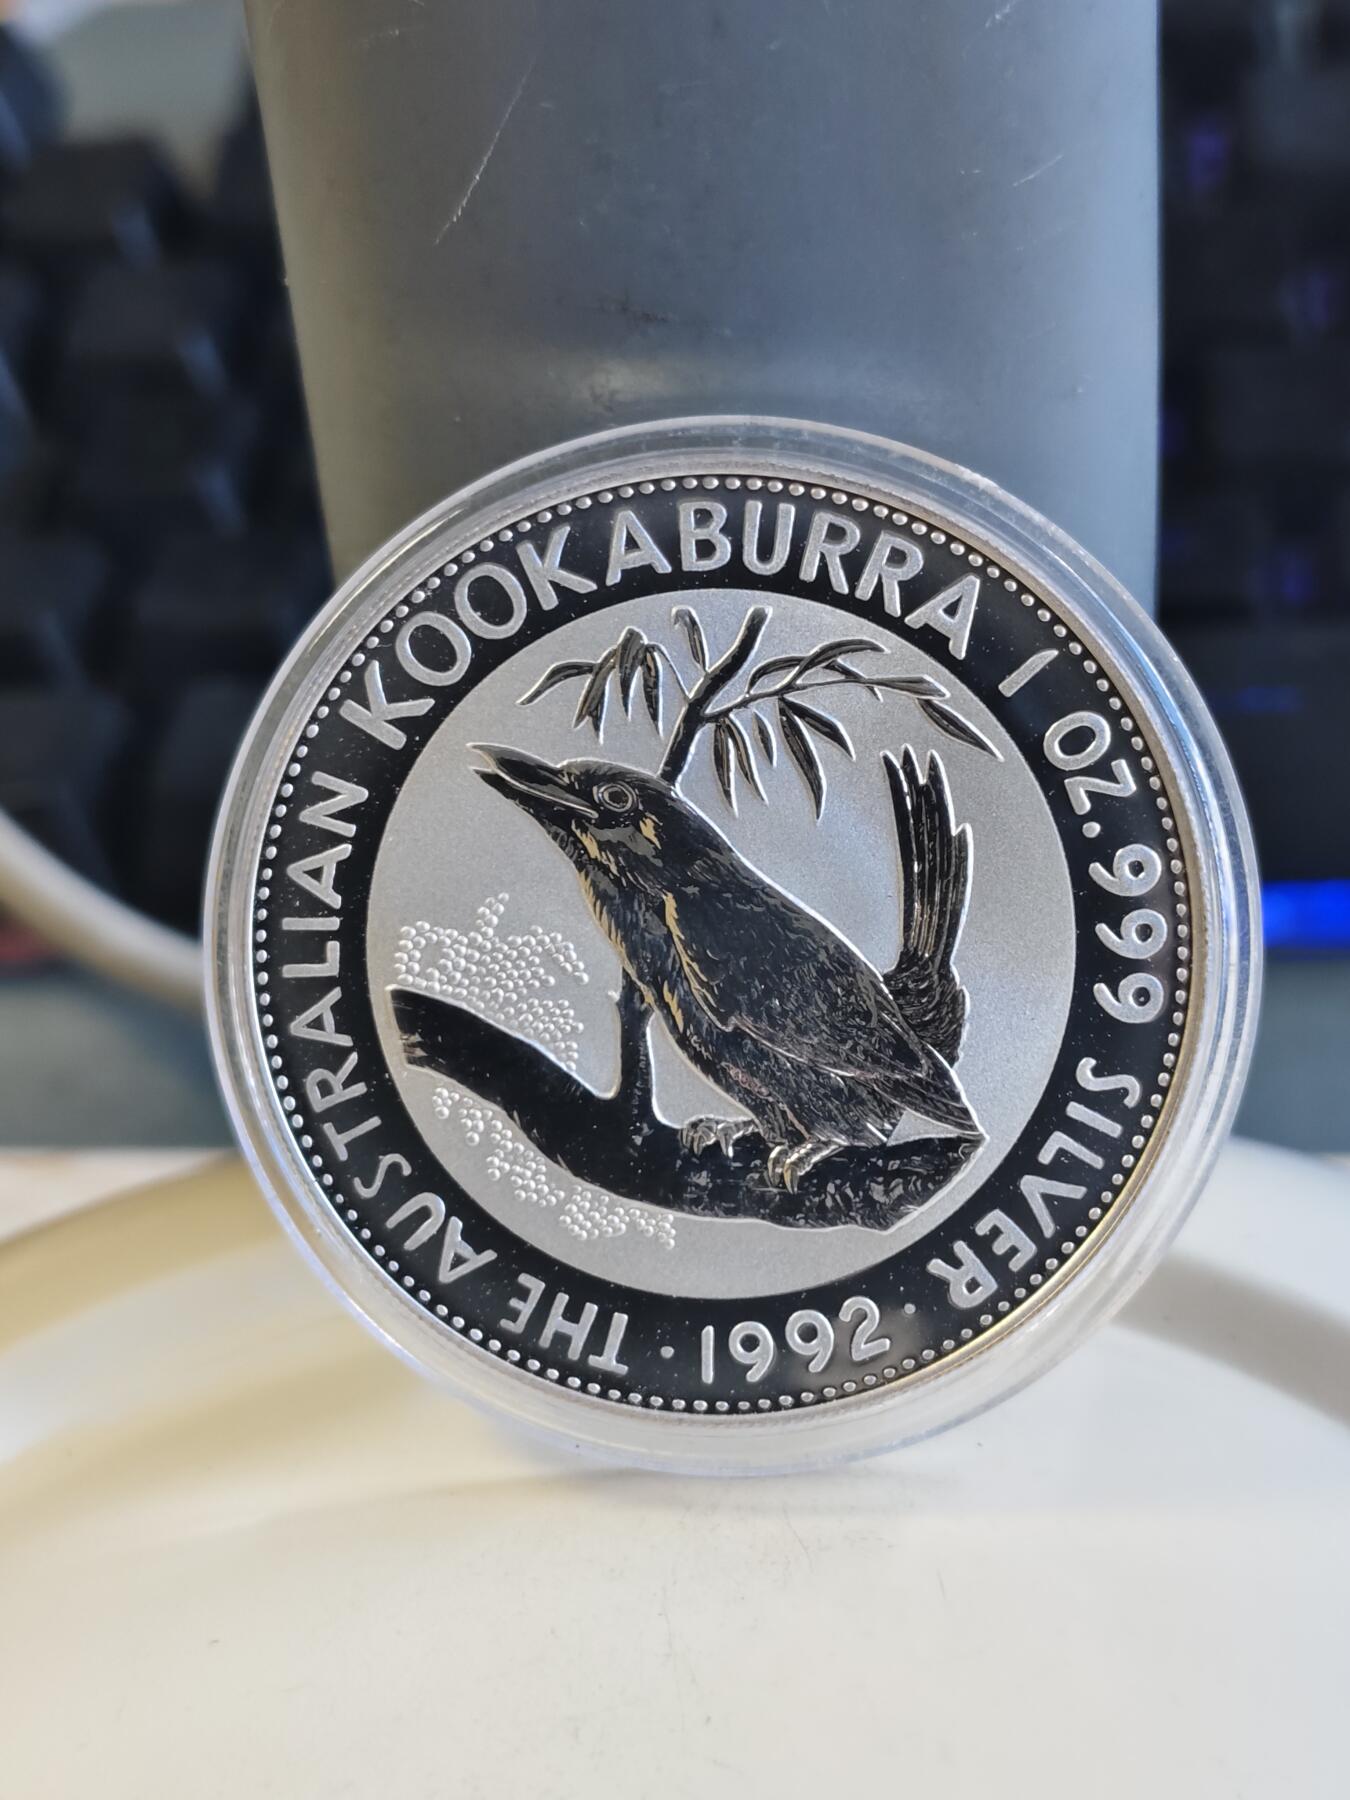 THE AUSTRALIAN KOOKABURRA 1 OZ. 999 SILVER
· 1992 ·